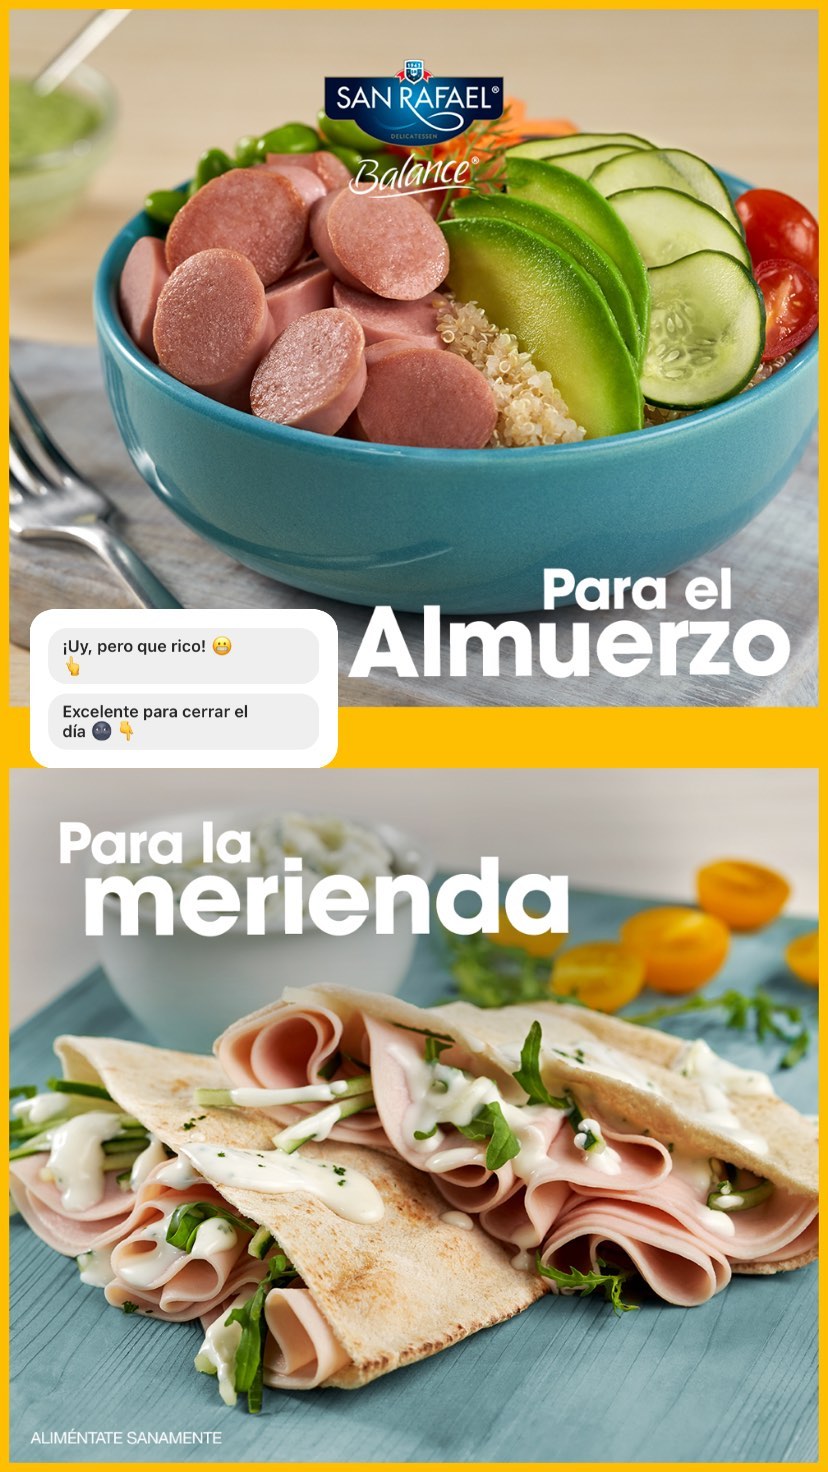 1943
SAN RAFAEL®
DELICATESSEN
Balance®
Para el
Almuerzo
¡Uy, pero que rico! 😬
👆
Excelente para cerrar el
día 🌚 👇
Para la
merienda
ALIMÉNTATE SANAMENTE